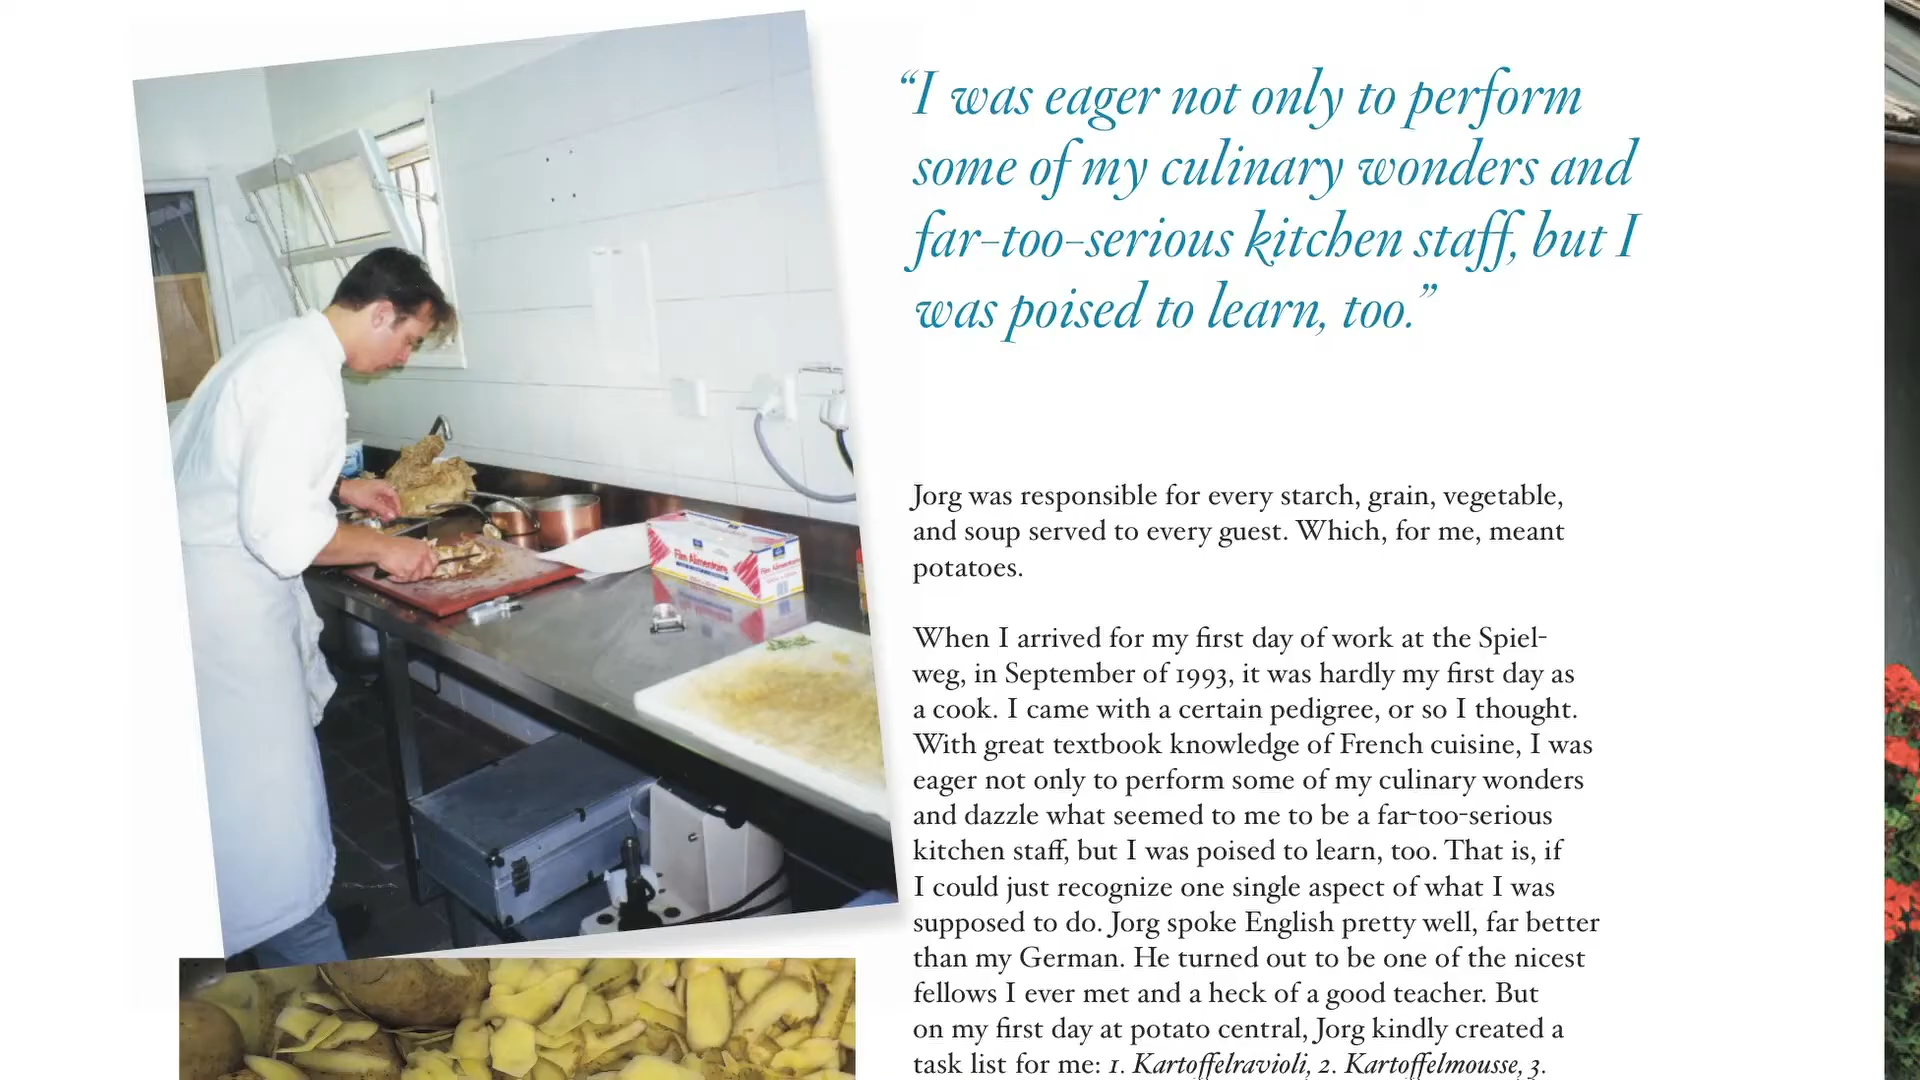 “I was eager not only to perform
some of my culinary wonders and
far-too-serious kitchen staff, but I
was poised to learn, too.”
Film Alimentare
Film Alimentare
Jorg was responsible for every starch, grain, vegetable,
and soup served to every guest. Which, for me, meant
potatoes.
When I arrived for my first day of work at the Spiel-
weg, in September of 1993, it was hardly my first day as
a cook. I came with a certain pedigree, or so I thought.
With great textbook knowledge of French cuisine, I was
eager not only to perform some of my culinary wonders
and dazzle what seemed to me to be a far-too-serious
kitchen staff, but I was poised to learn, too. That is, if
I could just recognize one single aspect of what I was
supposed to do. Jorg spoke English pretty well, far better
than my German. He turned out to be one of the nicest
fellows I ever met and a heck of a good teacher. But
on my first day at potato central, Jorg kindly created a
task list for me: 1. Kartoffelravioli, 2. Kartoffelmousse, 3.